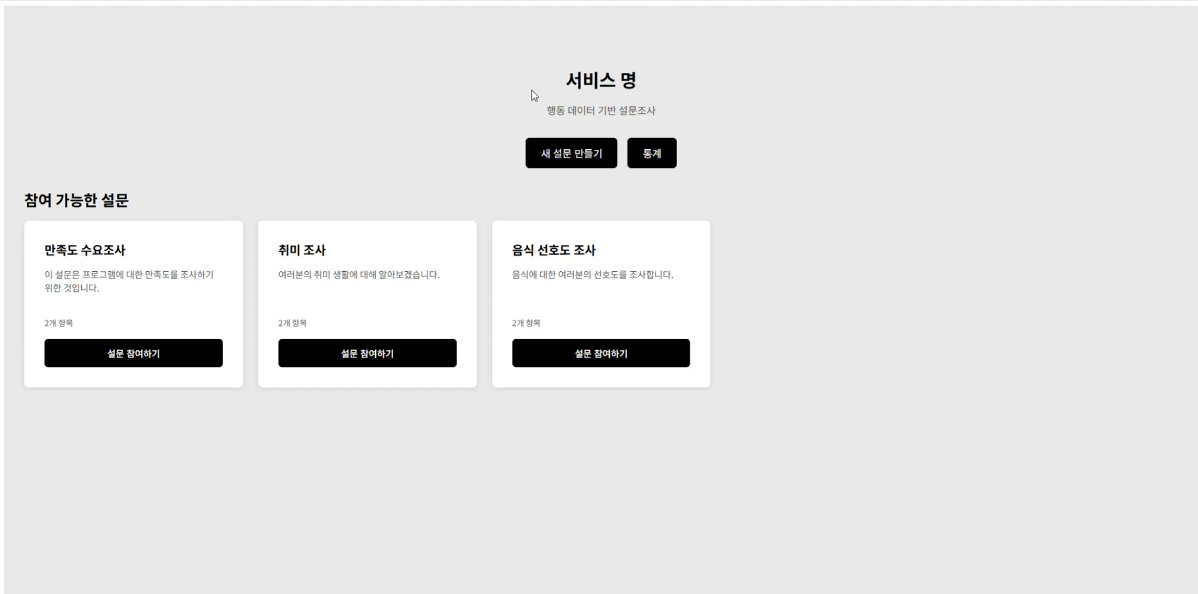 서비스 명
행동 데이터 기반 설문조사
새 설문 만들기
통계
참여 가능한 설문
만족도 수요조사
이 설문은 프로그램에 대한 만족도를 조사하기
위한 것입니다.
2개 항목
설문 참여하기
취미 조사
여러분의 취미 생활에 대해 알아보겠습니다.
2개 항목
설문 참여하기
음식 선호도 조사
음식에 대한 여러분의 선호도를 조사합니다.
2개 항목
설문 참여하기